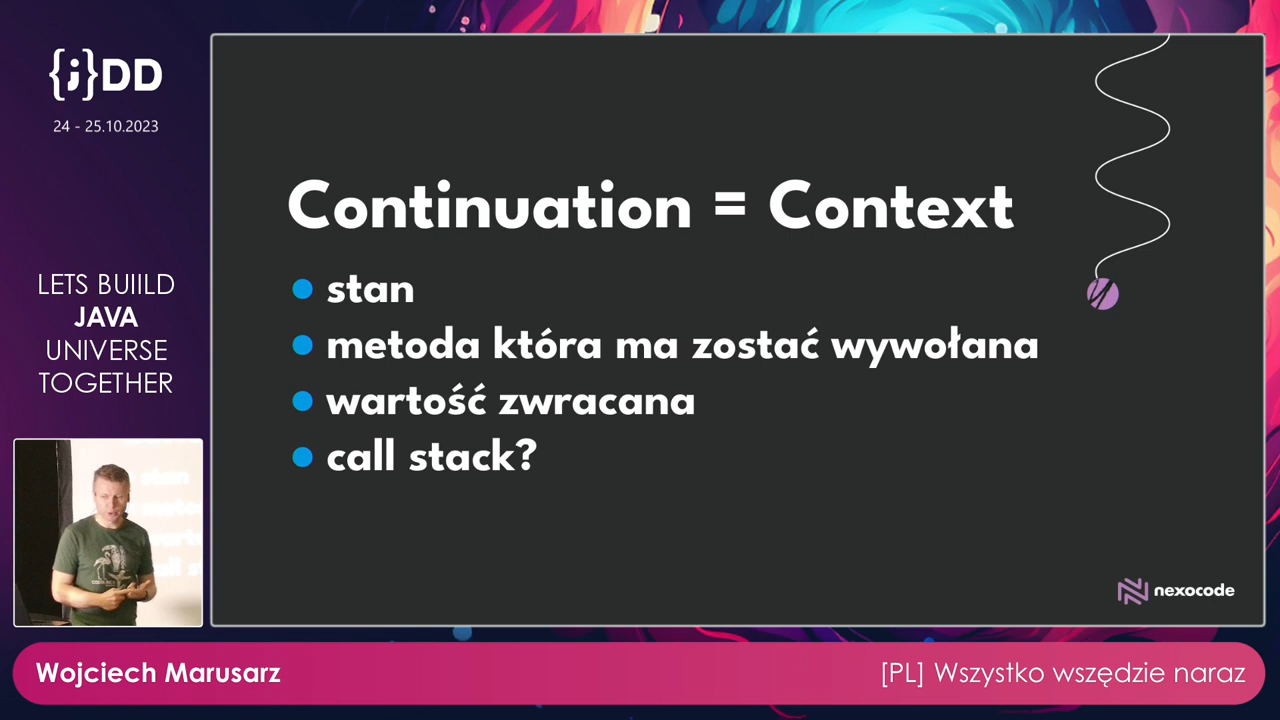 {j}DD
24 - 25.10.2023
LETS BUIILD
JAVA
UNIVERSE
TOGETHER
Continuation = Context
stan
metoda która ma zostać wywołana
wartość zwracana
call stack?
nexocode
Wojciech Marusarz
[PL] Wszystko wszędzie naraz